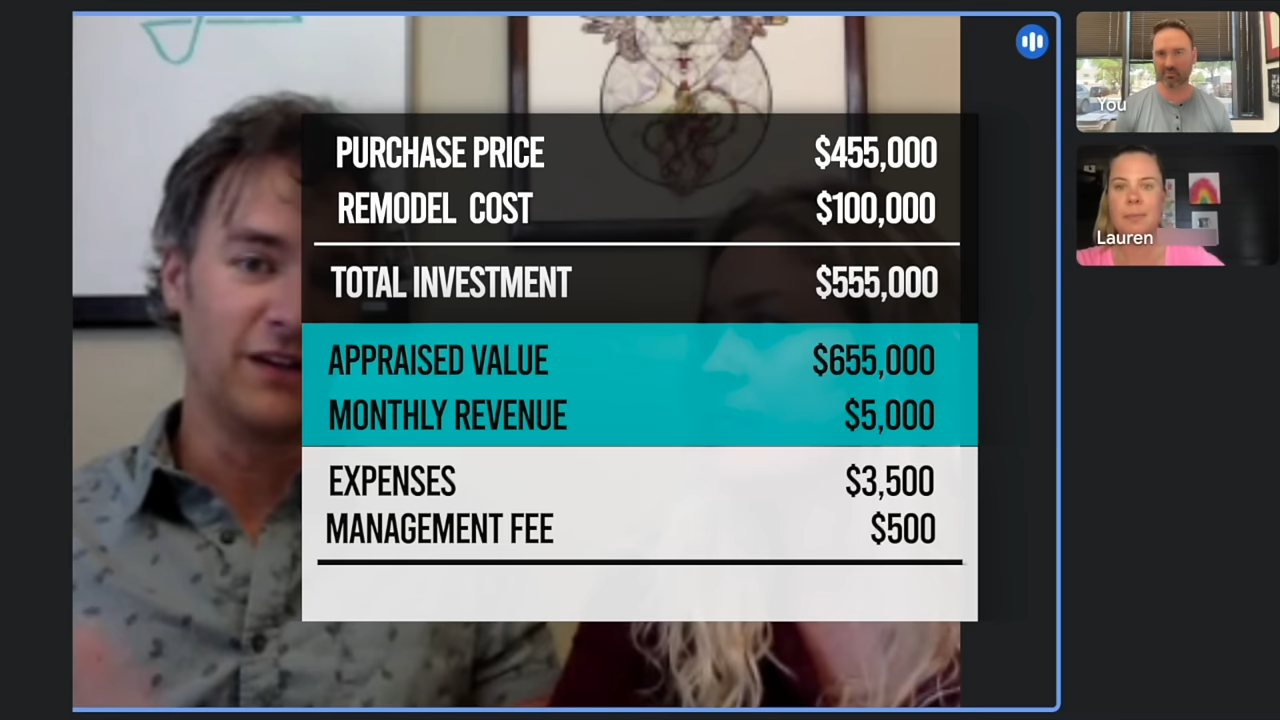 PURCHASE PRICE $455,000
REMODEL COST $100,000
TOTAL INVESTMENT $555,000
APPRAISED VALUE $655,000
MONTHLY REVENUE $5,000
EXPENSES $3,500
MANAGEMENT FEE $500
You
Lauren